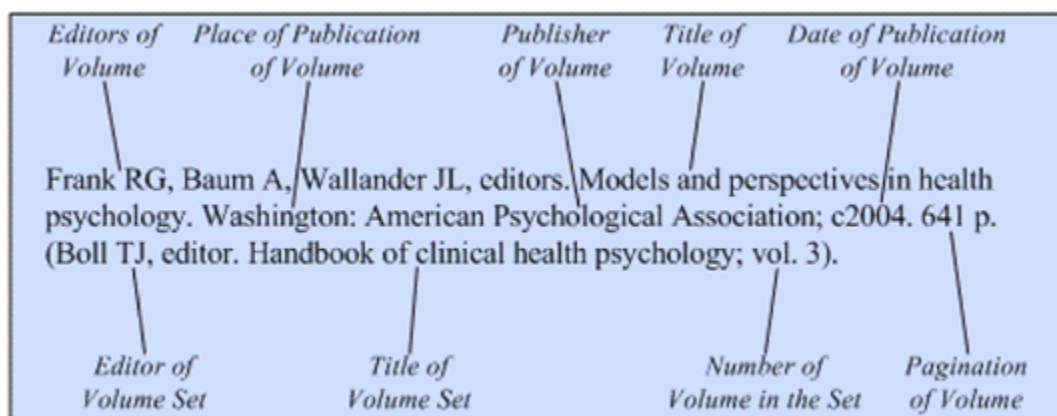 Editors of Place of Publication Publisher Title of Date of Publication
Volume of Volume of Volume Volume of Volume
Frank RG, Baum A, Wallander JL, editors. Models and perspectives in health
psychology. Washington: American Psychological Association; c2004. 641 p.
(Boll TJ, editor. Handbook of clinical health psychology; vol. 3).
Editor of Title of Number of Pagination
Volume Set Volume Set Volume in the Set of Volume